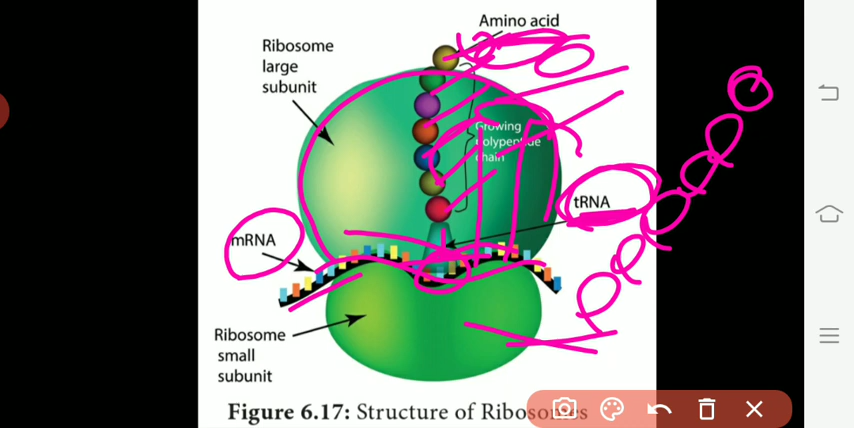 Amino acid
Ribosome
large
subunit
Growing
polypeptide
chain
tRNA
mRNA
Ribosome
small
subunit
Figure 6.17: Structure of Ribosomes